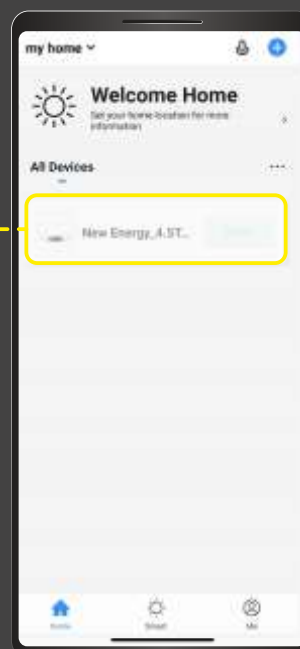 my home
Welcome Home
Set your home location for more
information
All Devices
New Energy_4.ST...
Home
Smart
Me